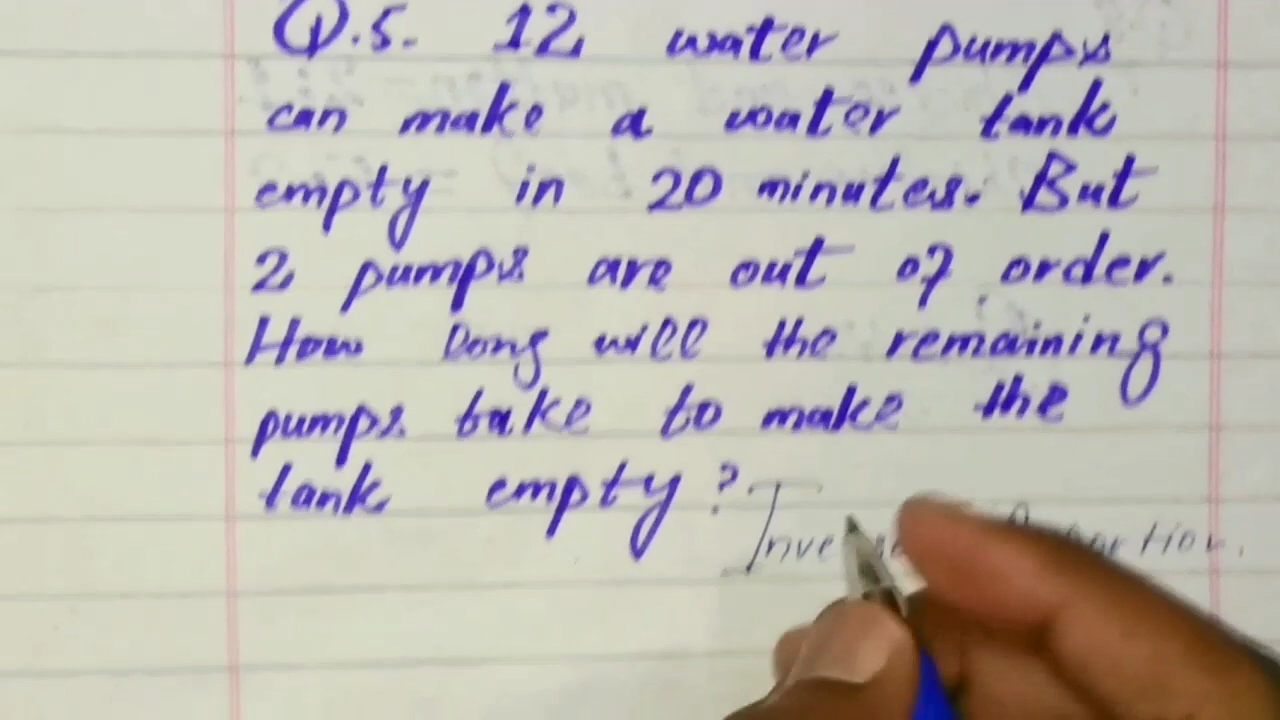 Q.5. 12 water pumps
can make a water tank
empty in 20 minutes. But
2 pumps are out of order.
How long will the remaining
pumps take to make the
tank empty?